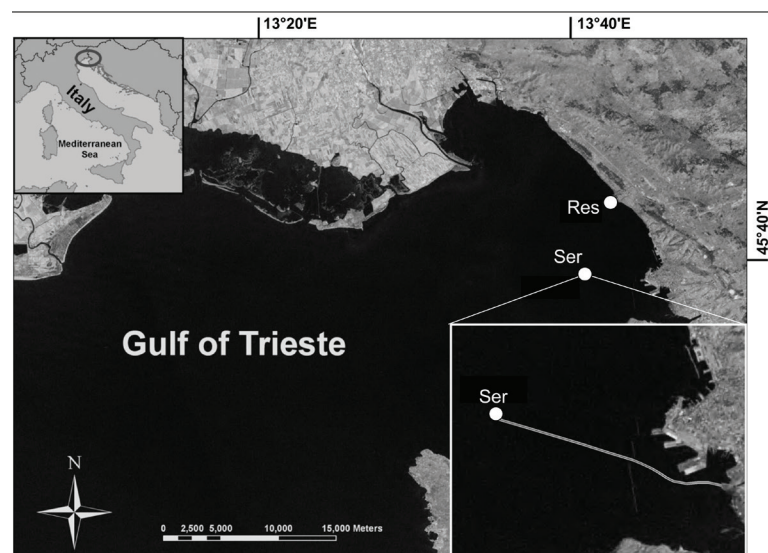 13°20'E
13°40'E
Italy
Mediterranean
Sea
Res
45°40'N
Ser
Gulf of Trieste
Ser
N
0 2,500 5,000 10,000 15,000 Meters